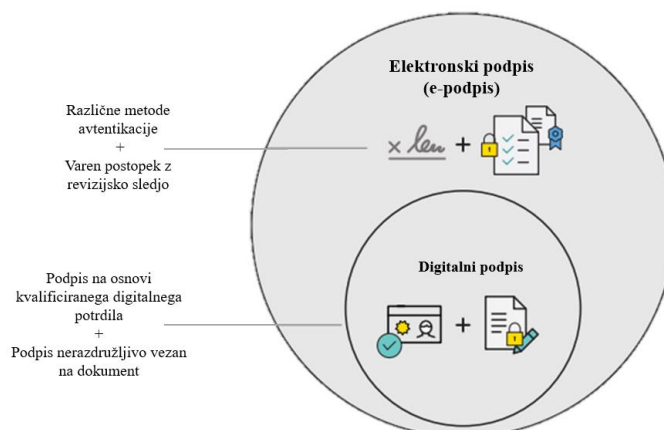 Elektronski podpis
(e-podpis)
Različne metode
avtentikacije
+
Varen postopek z
revizijsko sledjo
× len +
Digitalni podpis
+
Podpis na osnovi
kvalificiranega digitalnega
potrdila
+
Podpis nerazdružljivo vezan
na dokument